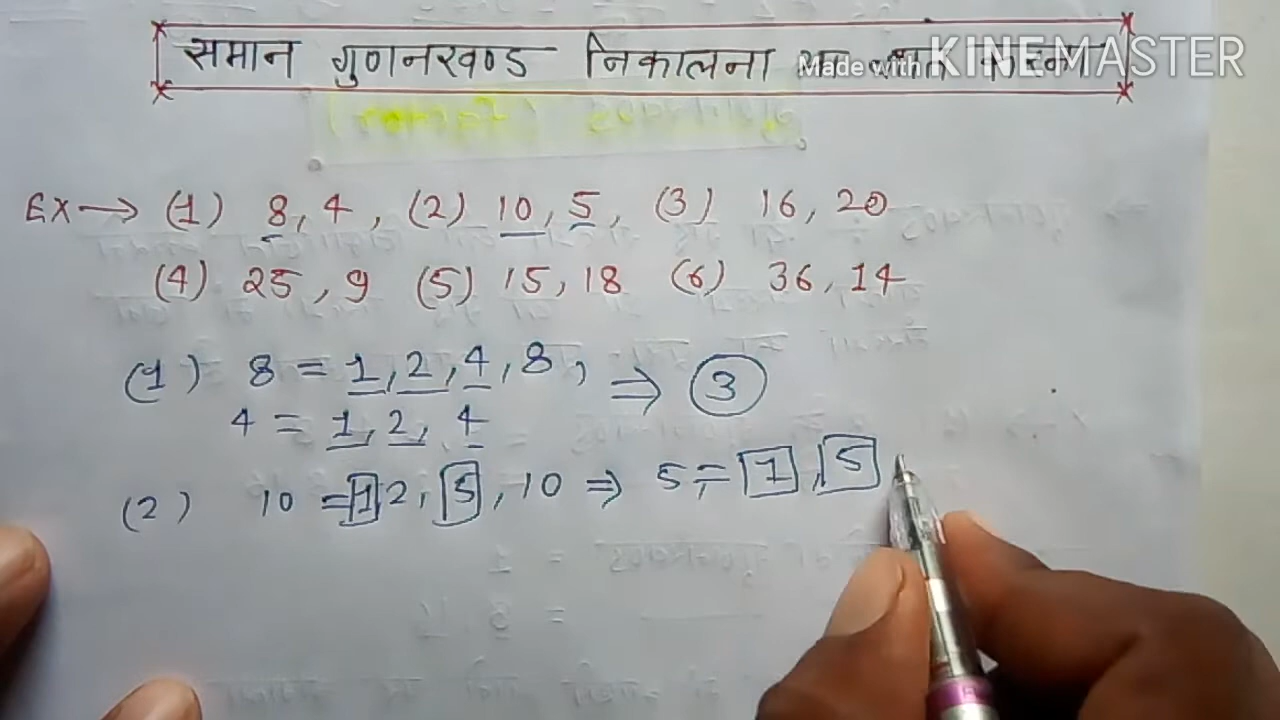 समान गुणनखण्ड निकालना
Made with KINEMASTER
EX → (1) 8, 4, (2) 10, 5, (3) 16, 20
(4) 25, 9 (5) 15, 18 (6) 36, 14
(1) 8 = 1, 2, 4, 8, ⇒ 3
4 = 1, 2, 4
(2) 10 = 1 2, 5, 10 ⇒ 5 = 1, 5